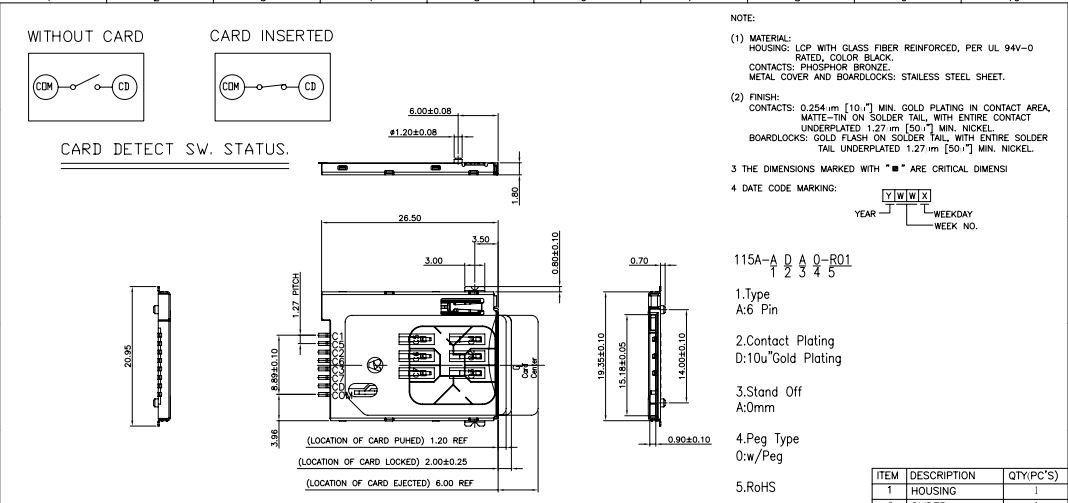 WITHOUT CARD
CARD INSERTED
COM
CD
COM
CD
CARD DETECT SW. STATUS.
6.00±0.08
ø1.20±0.08
1.80
26.50
3.50
3.00
0.80±0.10
1.27 PITCH
8.89±0.10
3.96
20.95
C1
C5
C2
C6
C3
C7
CD
COM
Card
Center
(LOCATION OF CARD PUHED) 1.20 REF
(LOCATION OF CARD LOCKED) 2.00±0.25
(LOCATION OF CARD EJECTED) 6.00 REF
0.70
19.35±0.10
15.18±0.05
14.00±0.10
0.90±0.10
NOTE:
(1) MATERIAL:
HOUSING: LCP WITH GLASS FIBER REINFORCED, PER UL 94V-0
RATED, COLOR BLACK.
CONTACTS: PHOSPHOR BRONZE.
METAL COVER AND BOARDLOCKS: STAILESS STEEL SHEET.
(2) FINISH:
CONTACTS: 0.254um [10u"] MIN. GOLD PLATING IN CONTACT AREA,
MATTE-TIN ON SOLDER TAIL, WITH ENTIRE CONTACT
UNDERPLATED 1.27um [50u"] MIN. NICKEL.
BOARDLOCKS: GOLD FLASH ON SOLDER TAIL, WITH ENTIRE SOLDER
TAIL UNDERPLATED 1.27um [50u"] MIN. NICKEL.
3 THE DIMENSIONS MARKED WITH "■" ARE CRITICAL DIMENSI
4 DATE CODE MARKING:
Y W W X
YEAR
WEEKDAY
WEEK NO.
115A-A D A 0-R01
1 2 3 4 5
1.Type
A:6 Pin
2.Contact Plating
D:10u"Gold Plating
3.Stand Off
A:0mm
4.Peg Type
0:w/Peg
5.RoHS
ITEM DESCRIPTION QTY(PC'S)
1 HOUSING 1